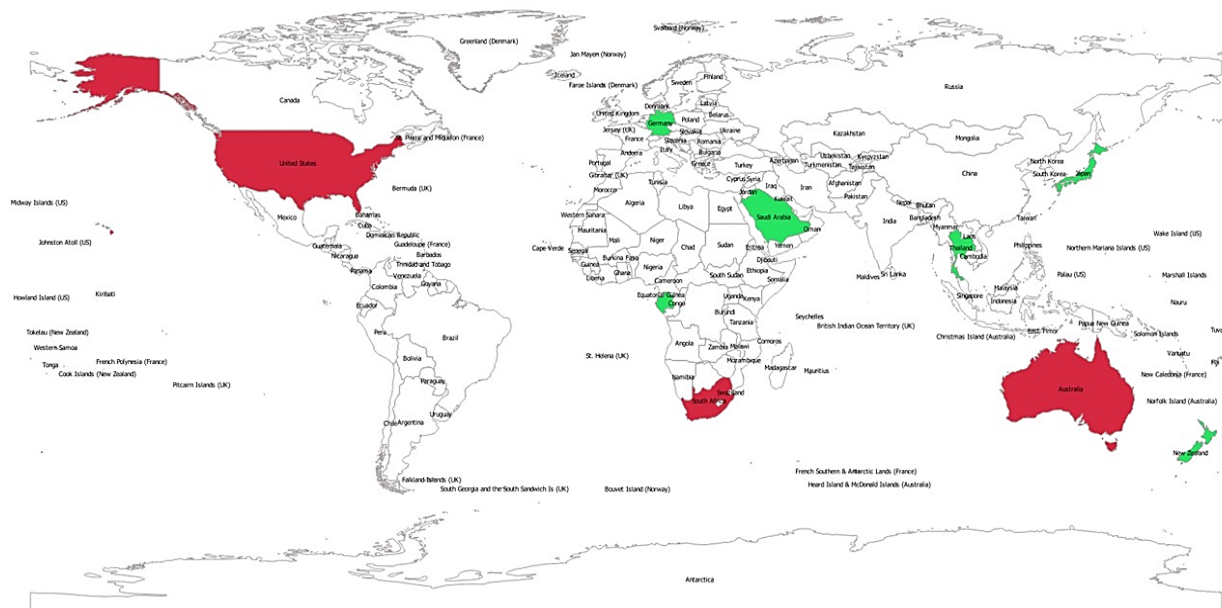 Svalbard (Norway)
Greenland (Denmark)
Jan Mayen (Norway)
Iceland
Faroe Islands (Denmark)
Finland
Sweden
Russia
Canada
Denmark
Latvia
United Kingdom
Belarus
Germany
Poland
Jersey (UK)
Slovakia
Ukraine
France
Slovenia
Romania
Kazakhstan
Mongolia
St. Pierre and Miquelon (France)
United States
Andorra
Italy
Bulgaria
Portugal
Greece
Turkey
Azerbaijan
Uzbekistan
Kyrgyzstan
Turkmenistan
Tajikistan
North Korea
South Korea
Japan
China
Gibraltar (UK)
Tunisia
Cyprus
Syria
Bermuda (UK)
Morocco
Jordan
Iraq
Iran
Afghanistan
Kuwait
Pakistan
Midway Islands (US)
Algeria
Libya
Egypt
Nepal
Bhutan
Mexico
Bahamas
Western Sahara
Saudi Arabia
India
Bangladesh
Taiwan
Cuba
Mauritania
Oman
Myanmar
Wake Island (US)
Johnston Atoll (US)
Dominican Republic
Mali
Niger
Chad
Sudan
Laos
Guatemala
Guadeloupe (France)
Cape Verde
Senegal
Eritrea
Yemen
Thailand
Philippines
Northern Mariana Islands (US)
Nicaragua
Barbados
Burkina Faso
Djibouti
Cambodia
Trinidad and Tobago
Guinea
Nigeria
Ethiopia
Panama
Venezuela
Ghana
South Sudan
Somalia
Maldives
Sri Lanka
Palau (US)
Marshall Islands
Colombia
Guyana
Liberia
Cameroon
Malaysia
Howland Island (US)
Kiribati
Equatorial Guinea
Uganda
Kenya
Singapore
Indonesia
Nauru
Ecuador
Congo
Burundi
Seychelles
Tokelau (New Zealand)
Peru
Brazil
Tanzania
British Indian Ocean Territory (UK)
Christmas Island (Australia)
East Timor
Papua New Guinea
Solomon Islands
Tuva
Western Samoa
Angola
Zambia
Malawi
Comoros
French Polynesia (France)
Bolivia
St. Helena (UK)
Mozambique
Madagascar
Mauritius
Vanuatu
Fiji
Tonga
Cook Islands (New Zealand)
Paraguay
Namibia
New Caledonia (France)
Pitcairn Islands (UK)
Swaziland
Australia
South Africa
Norfolk Island (Australia)
Uruguay
Chile
Argentina
New Zealand
Falkland Islands (UK)
South Georgia and the South Sandwich Is (UK)
Bouvet Island (Norway)
French Southern & Antarctic Lands (France)
Heard Island & McDonald Islands (Australia)
Antarctica